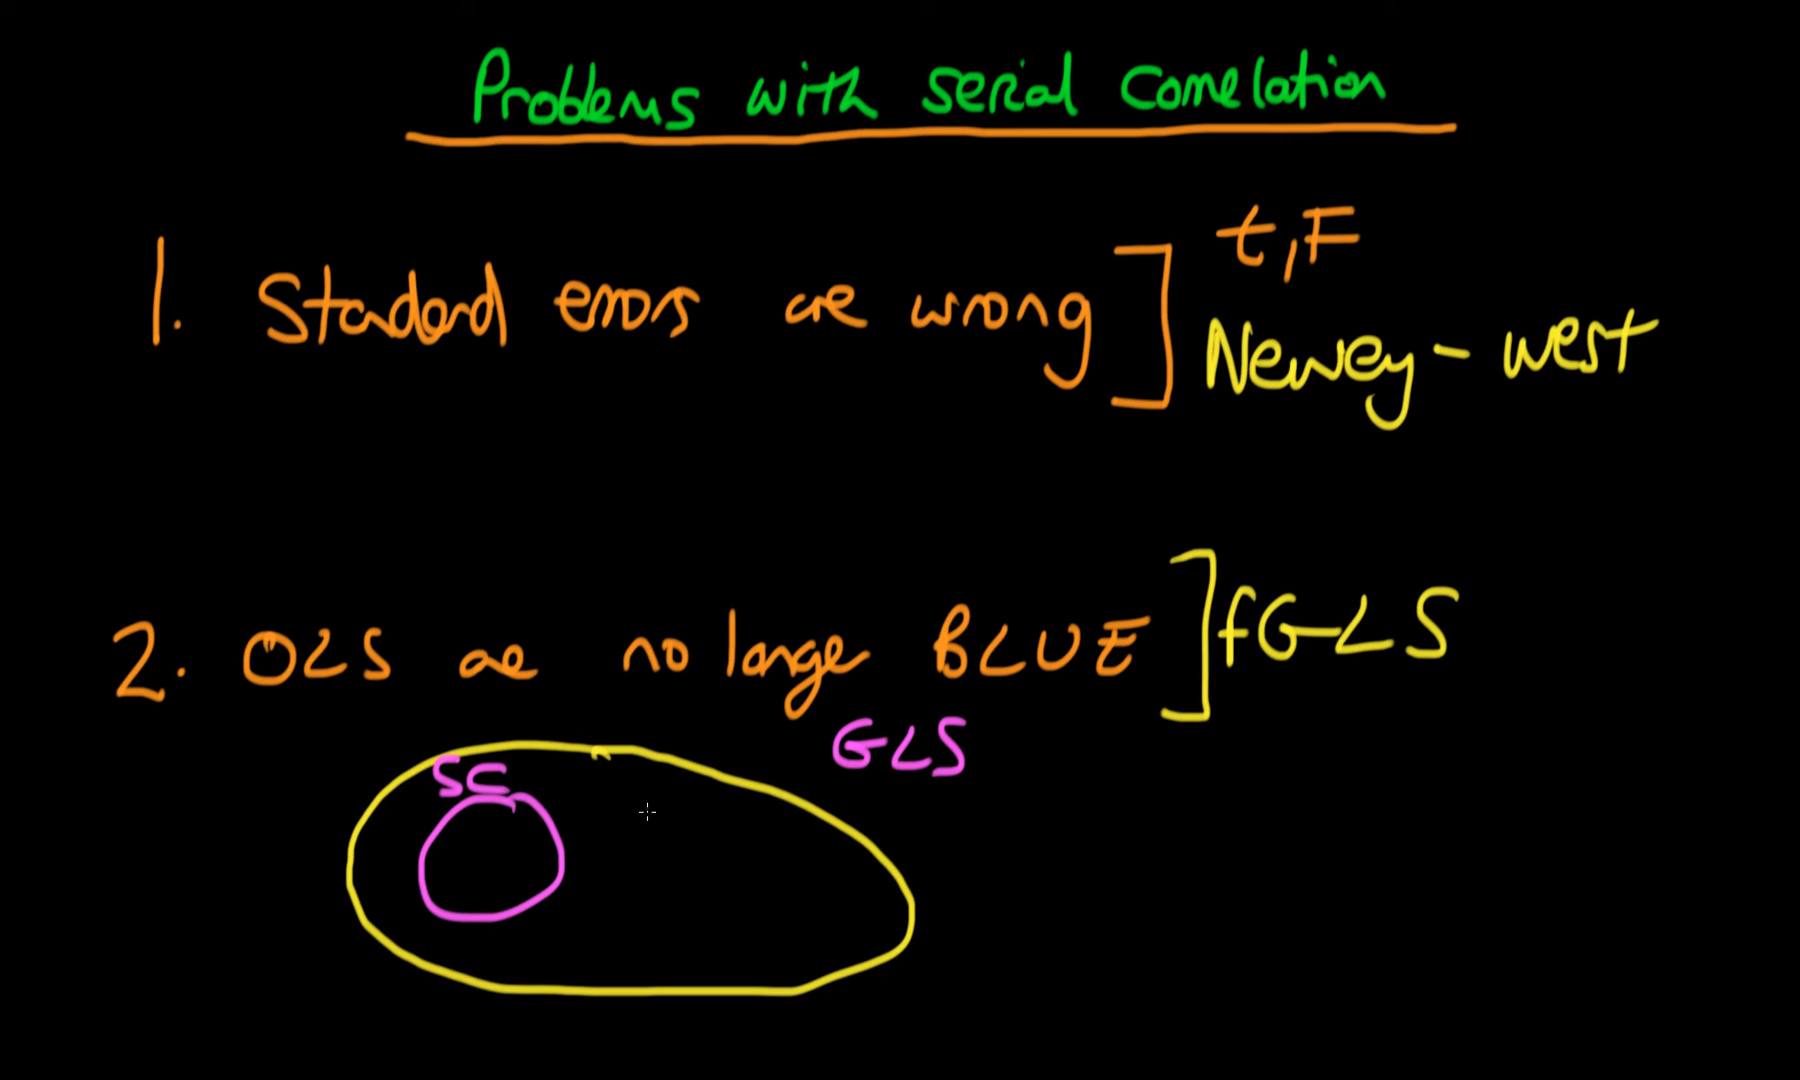 Problems with serial correlation
1. Standard errors are wrong ] t, F
Newey-west
2. OLS are no longer BLUE ] fGLS
GLS
SC